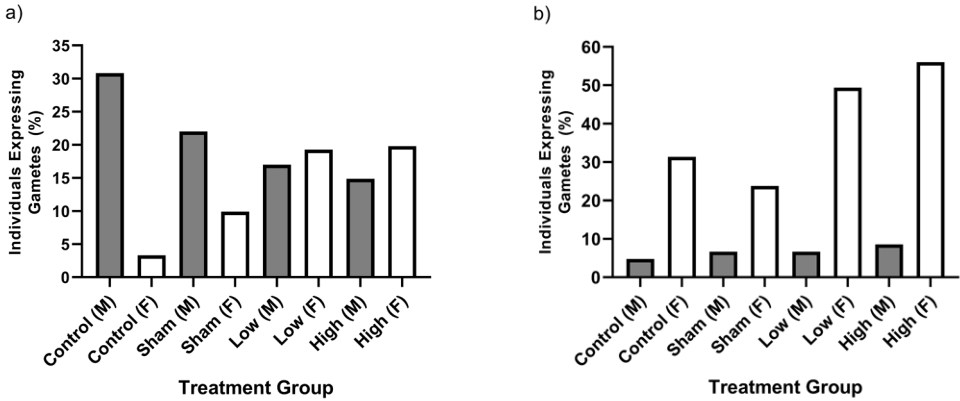 a)
Individuals Expressing
Gametes (%)
35
30
25
20
15
10
5
0
Control (M)
Control (F)
Sham (M)
Sham (F)
Low (M)
Low (F)
High (M)
High (F)
Treatment Group
b)
Individuals Expressing
Gametes (%)
60
50
40
30
20
10
0
Control (M)
Control (F)
Sham (M)
Sham (F)
Low (M)
Low (F)
High (M)
High (F)
Treatment Group